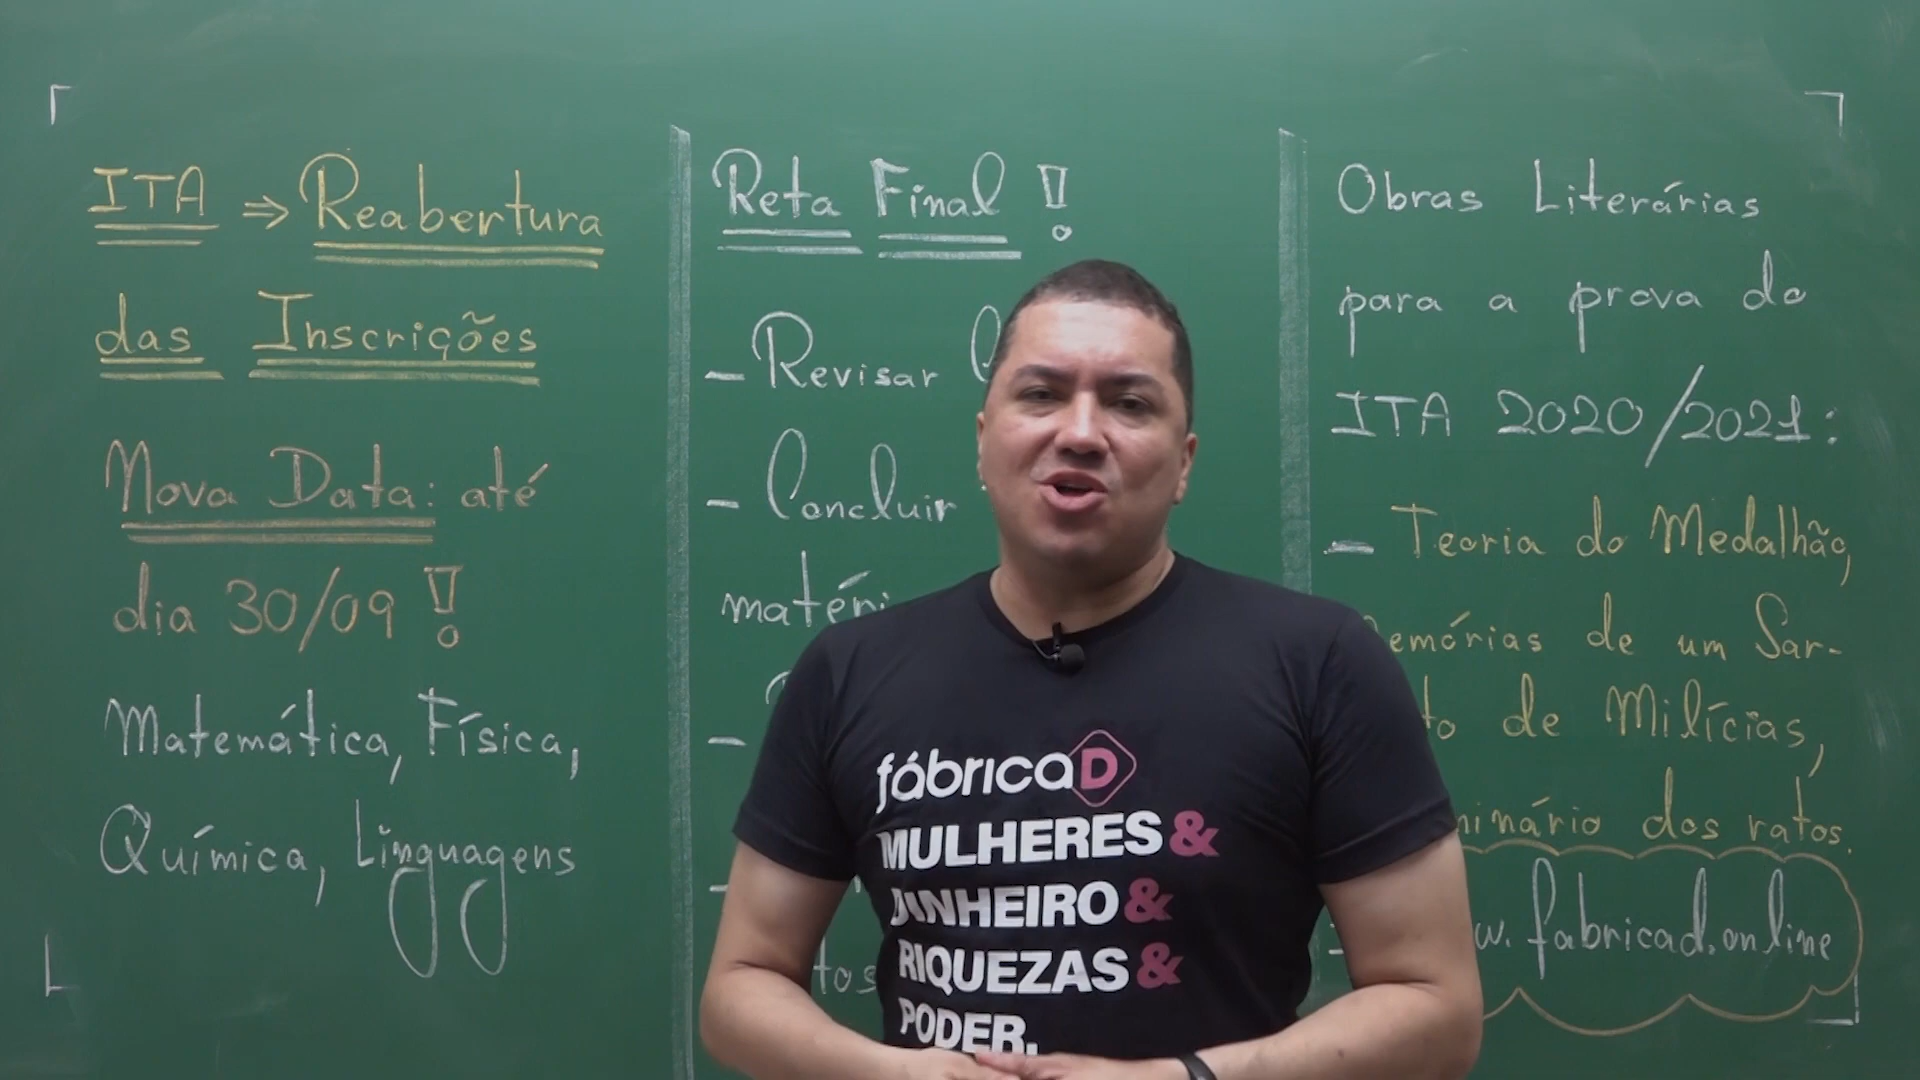 ITA ⇒ Reabertura
das Inscrições
Nova Data: até
dia 30/09 !
Matemática, Física,
Química, Linguagens
Reta Final !
- Revisar
- Concluir
-
-
Obras Literárias
para a prova do
ITA 2020/2021:
- Teoria do Medalhão,
emórias de um Sar-
to de Milícias,
minário dos ratos.
w.fabricad.online
fábricaD
MULHERES &
DINHEIRO &
RIQUEZAS &
PODER.